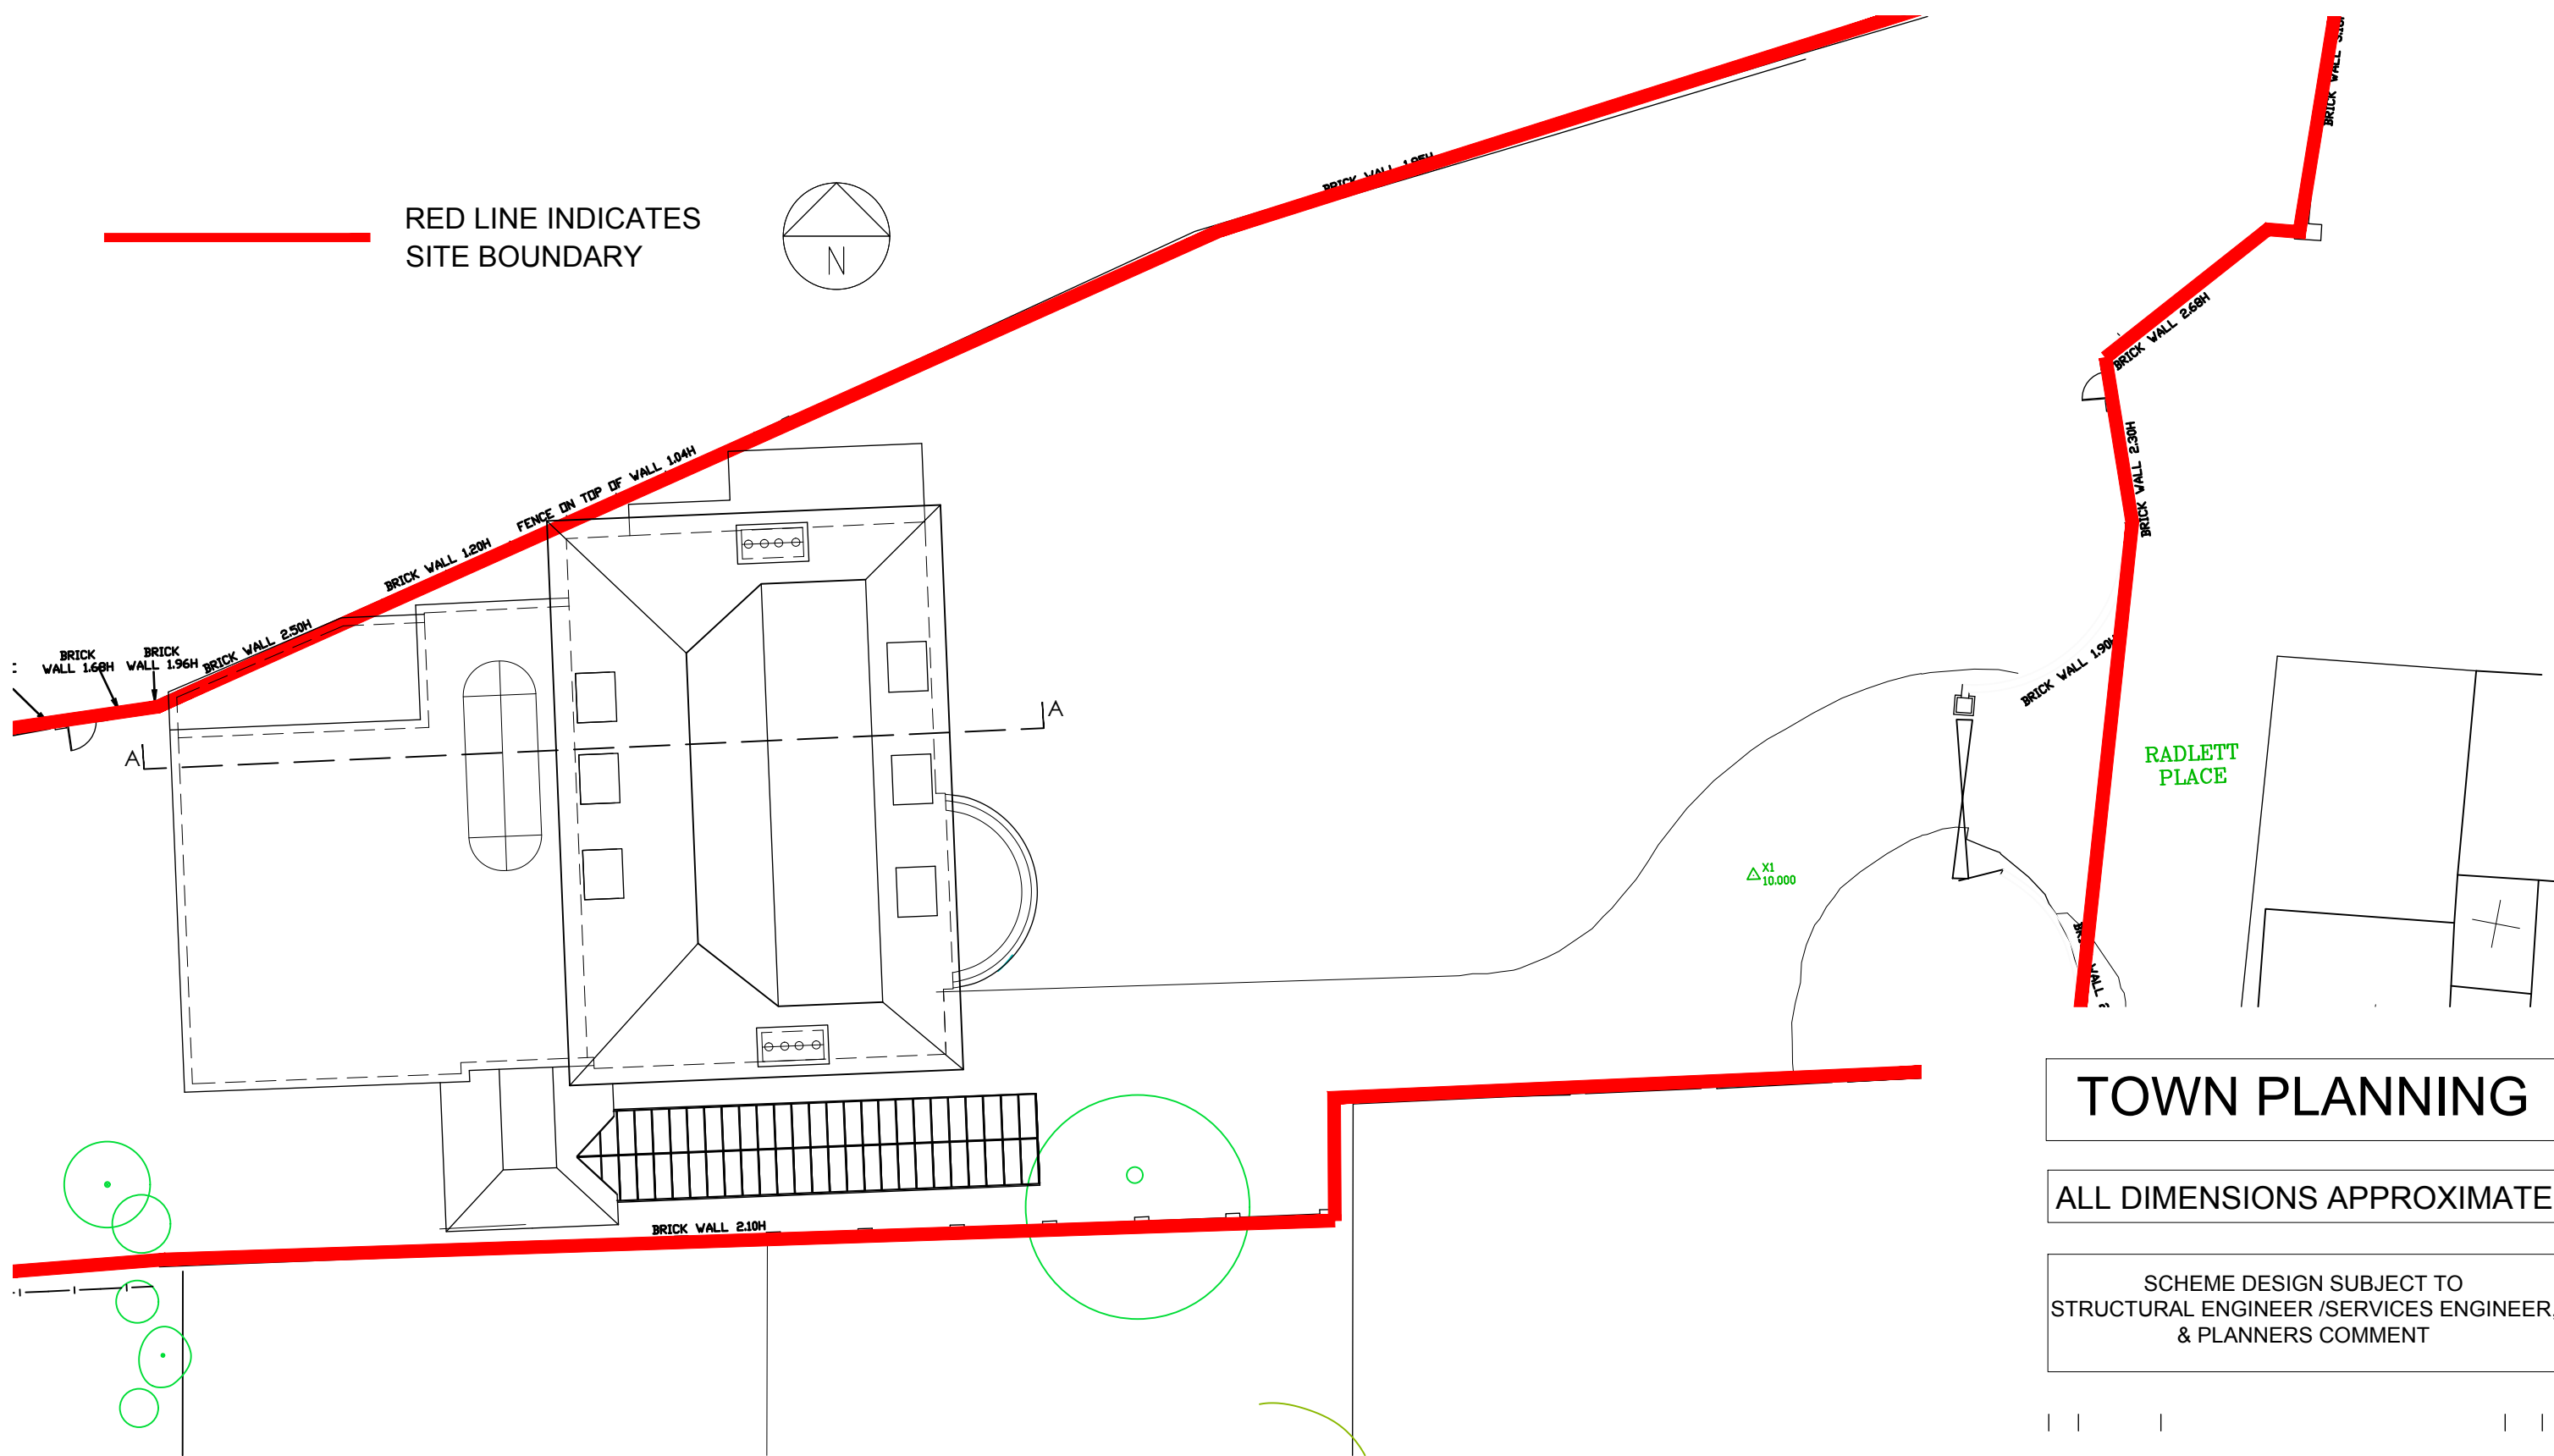 RED LINE INDICATES
SITE BOUNDARY
N
BRICK WALL 2.68H
BRICK WALL 2.30H
BRICK WALL 1.90H
FENCE ON TOP OF WALL 1.04H
BRICK WALL 1.20H
BRICK WALL 2.50H
BRICK
WALL 1.68H
BRICK
WALL 1.96H
A
A
RADLETT
PLACE
X1
10.000
BRICK WALL 2.10H
TOWN PLANNING
ALL DIMENSIONS APPROXIMATE
SCHEME DESIGN SUBJECT TO
STRUCTURAL ENGINEER /SERVICES ENGINEER,
& PLANNERS COMMENT